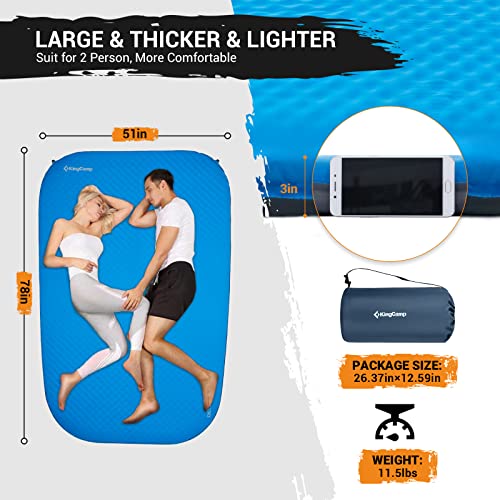 LARGE & THICKER & LIGHTER
Suit for 2 Person, More Comfortable
51in
KingCamp
78in
3in
KingCamp
PACKAGE SIZE:
26.37in×12.59in
WEIGHT:
11.5lbs